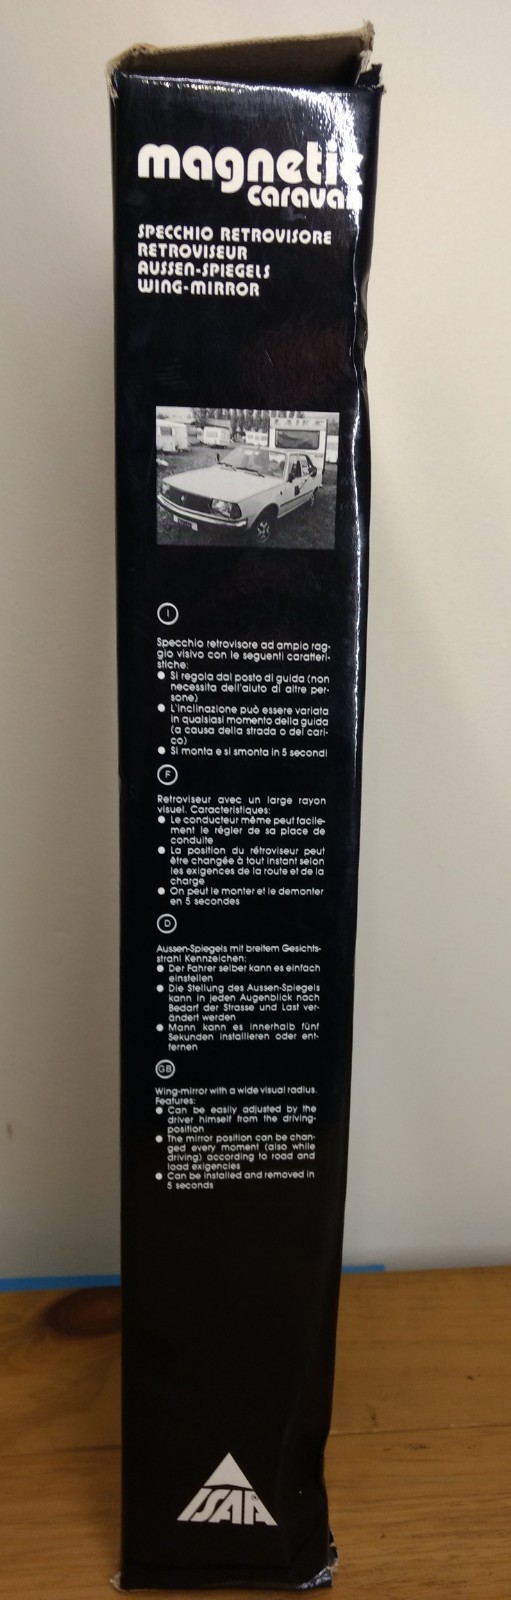 magnetic
caravan
SPECCHIO RETROVISORE
RETROVISEUR
AUSSEN-SPIEGELS
WING-MIRROR
I
Specchio retrovisore ad ampio rag-
gio visivo con le seguenti caratteri-
stiche:
● Si regola dal posto di guida (non
necessita dell'aiuto di altre per-
sone)
● L'inclinazione può essere variata
in qualsiasi momento della guida
(a causa della strada o del cari-
co)
● Si monta e si smonta in 5 secondi
F
Retroviseur avec un large rayon
visuel. Caracteristiques:
● Le conducteur même peut facile-
ment le régler de sa place de
conduite
● La position du rétroviseur peut
être changée à tout instant selon
les exigences de la route et de la
charge
● On peut le monter et le demonter
en 5 secondes
D
Aussen-Spiegels mit breitem Gesichts-
strahl Kennzeichen:
● Der Fahrer selber kann es einfach
einstellen
● Die Stellung des Aussen-Spiegels
kann in jeden Augenblick nach
Bedarf der Strasse und Last ver-
ändert werden
● Mann kann es innerhalb fünf
Sekunden installieren oder ent-
fernen
GB
Wing-mirror with a wide visual radius.
Features:
● Can be easily adjusted by the
driver himself from the driving-
position
● The mirror position can be chan-
ged every moment (also while
driving) according to road and
load exigencies
● Can be installed and removed in
5 seconds
ISAA